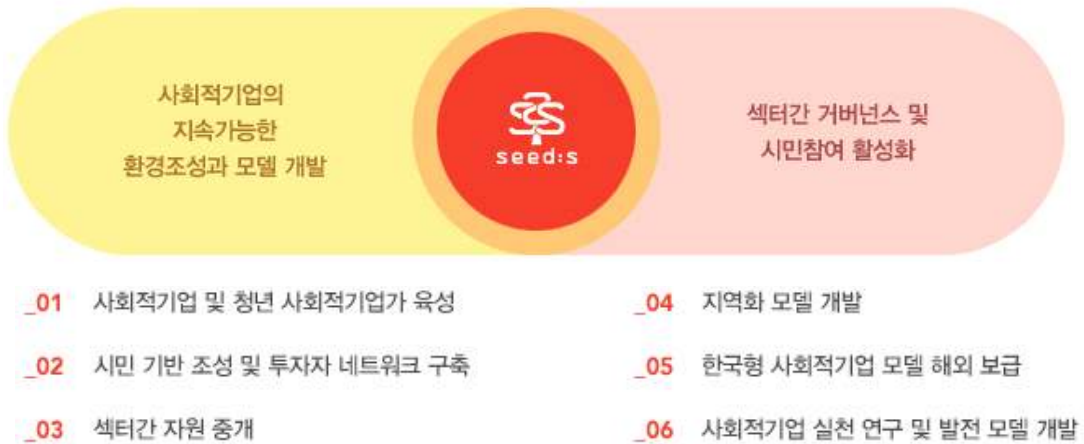 사회적기업의
지속가능한
환경조성과 모델 개발
seed:s
섹터간 거버넌스 및
시민참여 활성화
_01 사회적기업 및 청년 사회적기업가 육성
_02 시민 기반 조성 및 투자자 네트워크 구축
_03 섹터간 자원 중개
_04 지역화 모델 개발
_05 한국형 사회적기업 모델 해외 보급
_06 사회적기업 실천 연구 및 발전 모델 개발